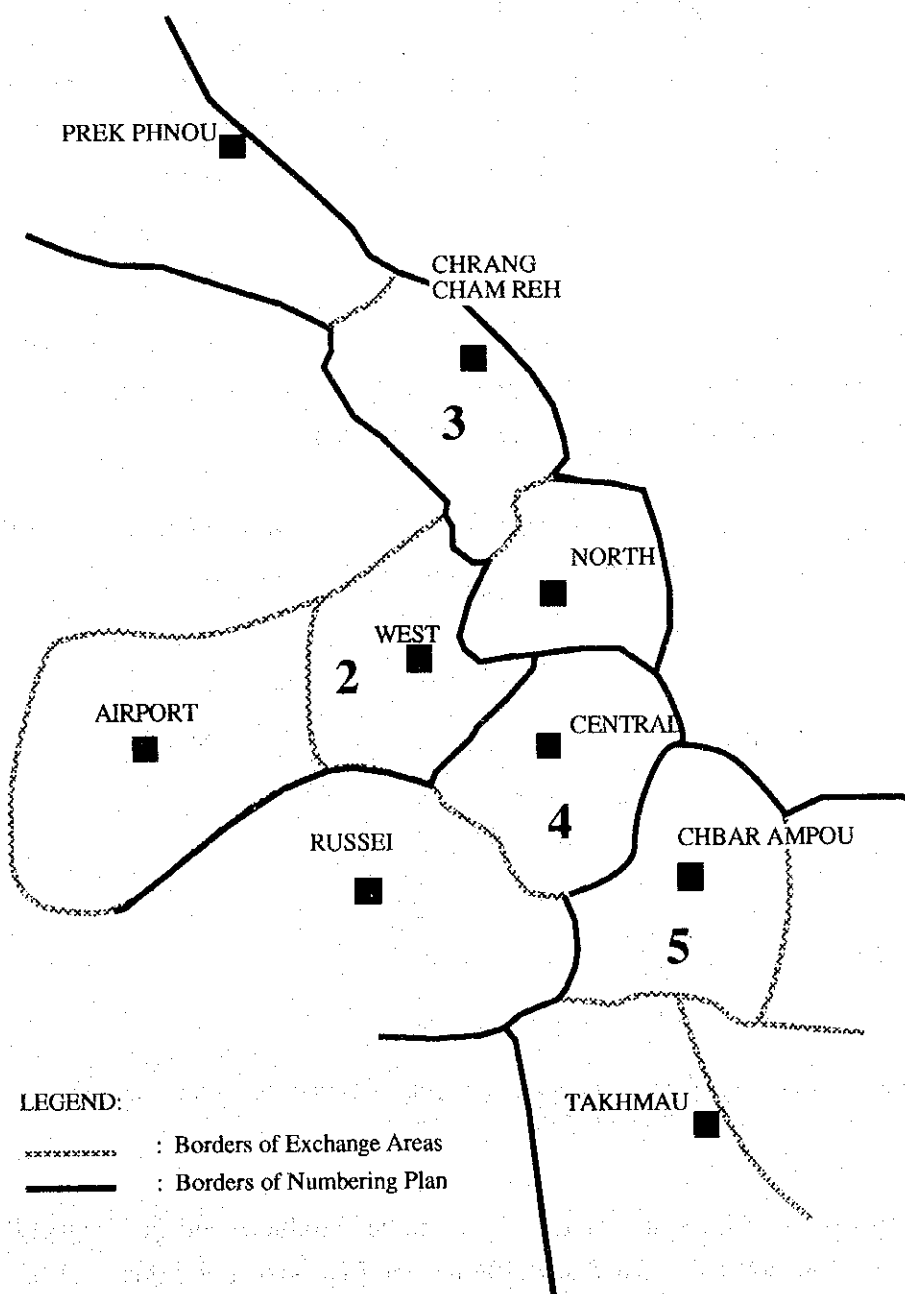 PREK PHNOU
CHRANG
CHAM REH
3
NORTH
WEST
2
AIRPORT
CENTRAL
4
RUSSEI
CHBAR AMPOU
5
TAKHMAU
LEGEND:
: Borders of Exchange Areas
: Borders of Numbering Plan